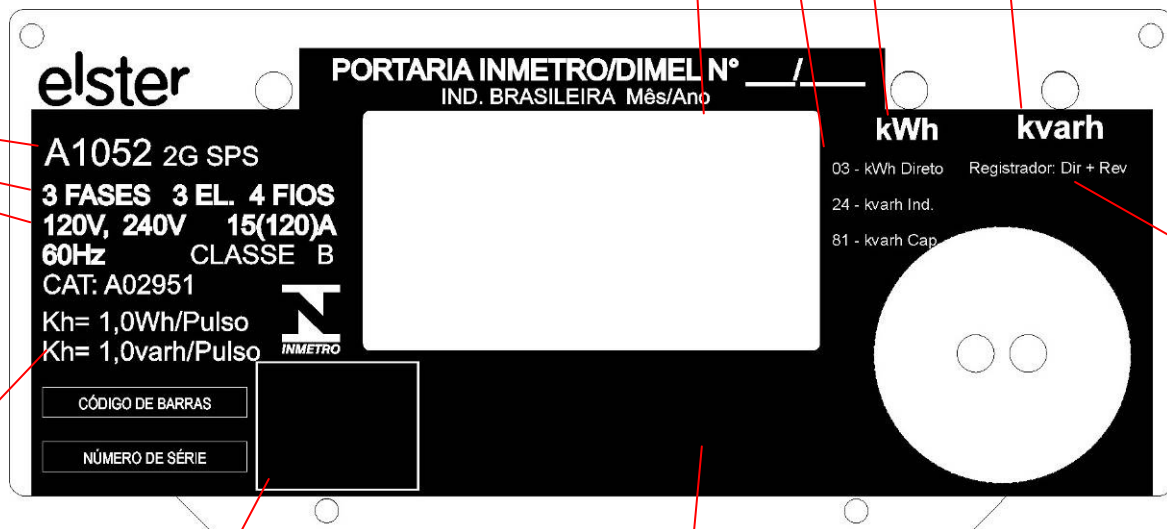 elster
PORTARIA INMETRO/DIMEL N° ___/____
IND. BRASILEIRA Mês/Ano
A1052 2G SPS
3 FASES 3 EL. 4 FIOS
120V, 240V 15(120)A
60Hz CLASSE B
CAT: A02951
Kh= 1,0Wh/Pulso
Kh= 1,0varh/Pulso
INMETRO
CÓDIGO DE BARRAS
NÚMERO DE SÉRIE
kWh
kvarh
03 - kWh Direto
Registrador: Dir + Rev
24 - kvarh Ind.
81 - kvarh Cap